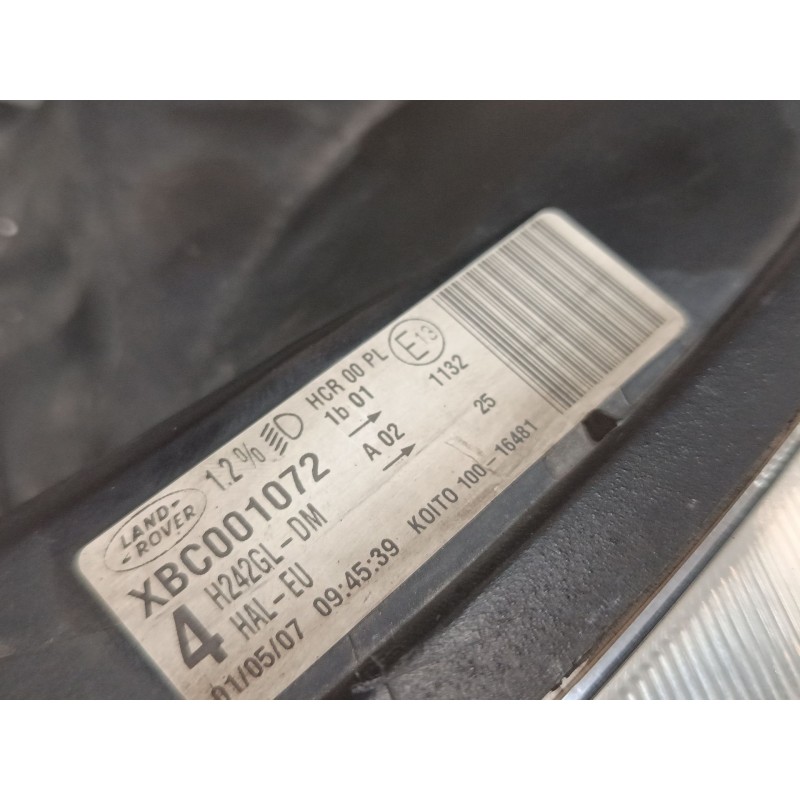 LAND-
-ROVER
1.2% HCR 00 PL E13
1b 01
1132
XBC001072 A 02
25
4 H242GL-DM
HAL-EU KOITO 100-16481
01/05/07 09:45:39